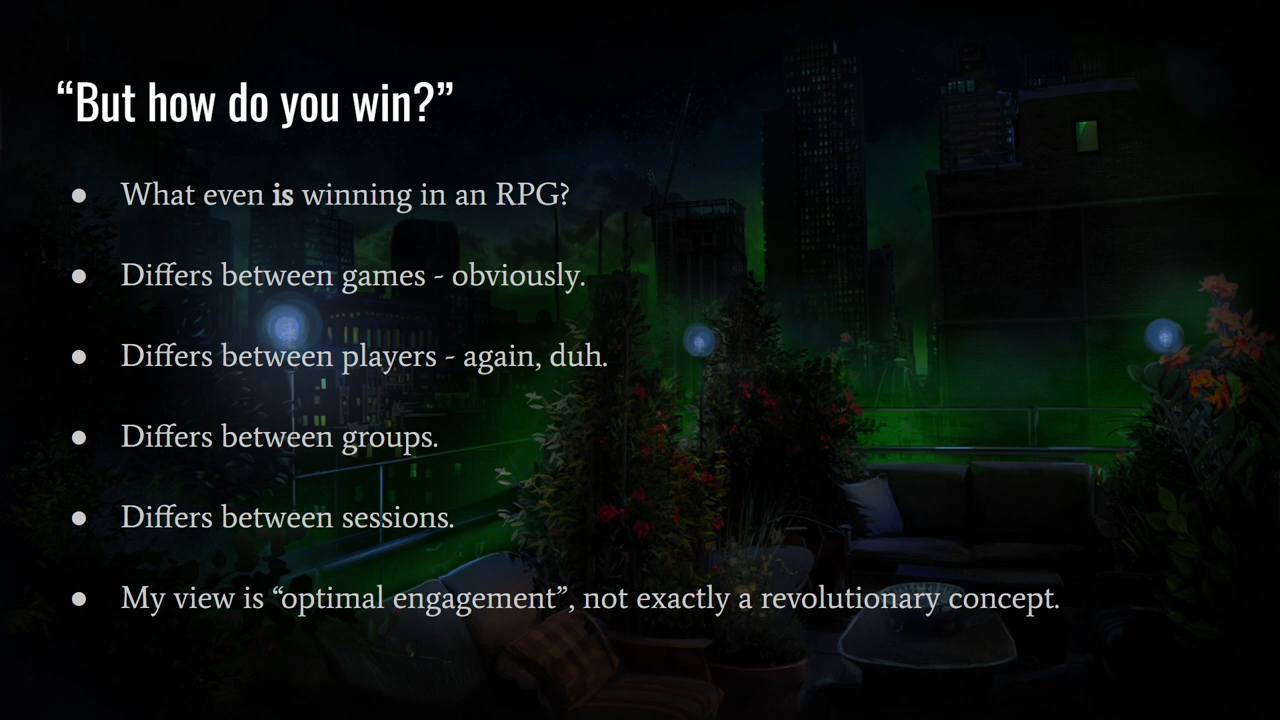 “But how do you win?”
● What even is winning in an RPG?
● Differs between games - obviously.
● Differs between players - again, duh.
● Differs between groups.
● Differs between sessions.
● My view is “optimal engagement”, not exactly a revolutionary concept.